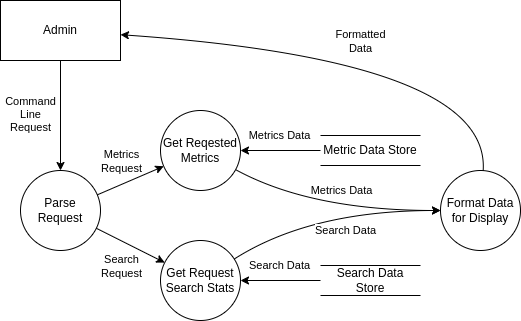 Admin
Formatted
Data
Command
Line
Request
Metrics
Request
Get Reqested
Metrics
Metrics Data
Metric Data Store
Parse
Request
Metrics Data
Format Data
for Display
Search Data
Search
Request
Get Request
Search Stats
Search Data
Search Data
Store